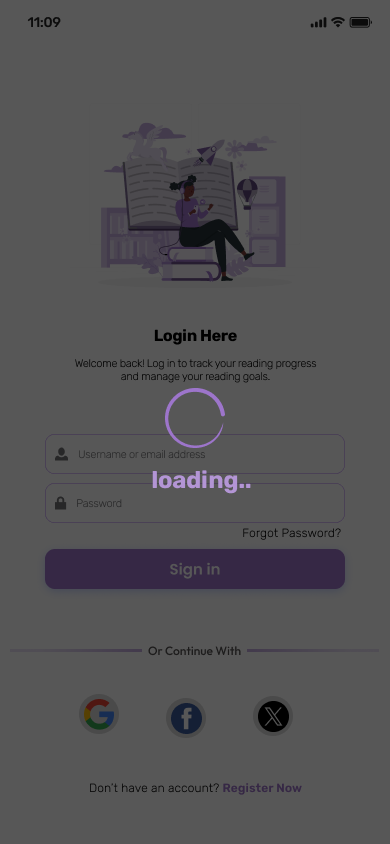 11:09
Login Here
Welcome back! Log in to track your reading progress
and manage your reading goals.
Username or email address
loading..
Password
Forgot Password?
Sign in
Or Continue With
Don't have an account? Register Now